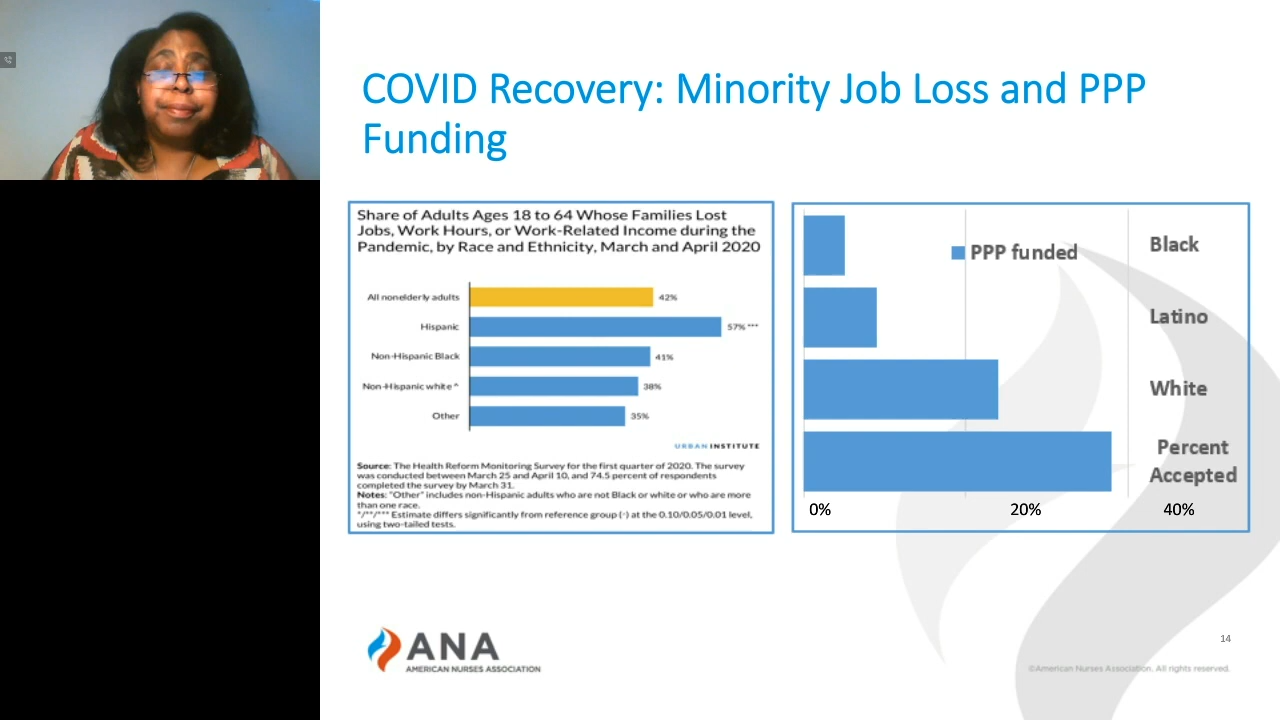 COVID Recovery: Minority Job Loss and PPP
Funding
Share of Adults Ages 18 to 64 Whose Families Lost
Jobs, Work Hours, or Work-Related Income during the
Pandemic, by Race and Ethnicity, March and April 2020
All nonelderly adults 42%
Hispanic 57% ***
Non-Hispanic Black 41%
Non-Hispanic white ^ 38%
Other 35%
URBAN INSTITUTE
Source: The Health Reform Monitoring Survey for the first quarter of 2020. The survey
was conducted between March 25 and April 10, and 74.5 percent of respondents
completed the survey by March 31.
Notes: "Other" includes non-Hispanic adults who are not Black or white or who are more
than one race.
*/**/*** Estimate differs significantly from reference group (^) at the 0.10/0.05/0.01 level,
using two-tailed tests.
PPP funded
Black
Latino
White
Percent
Accepted
0% 20% 40%
ANA
AMERICAN NURSES ASSOCIATION
14
©American Nurses Association. All rights reserved.